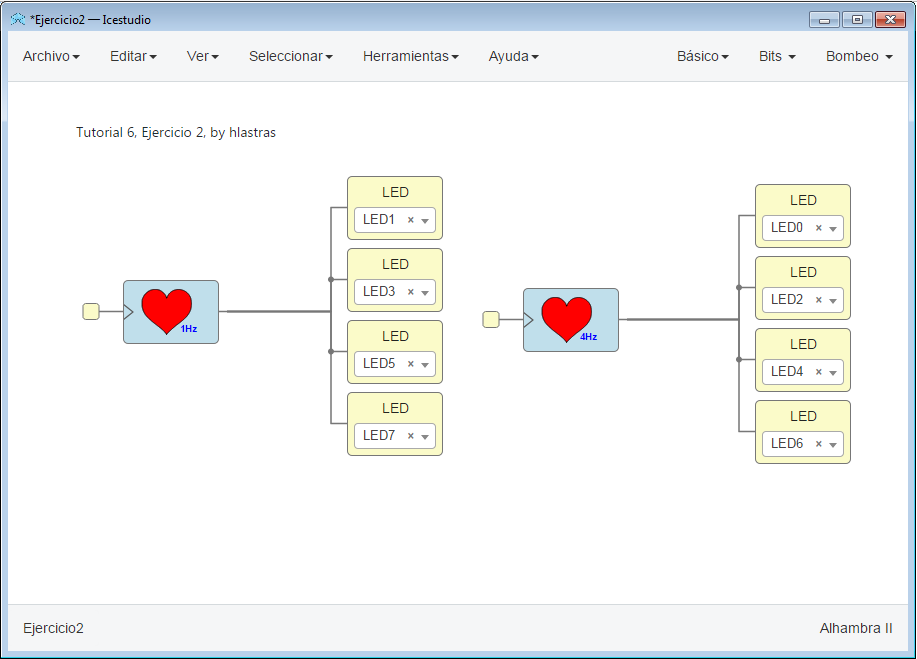 *Ejercicio2 — Icestudio
Archivo Editar Ver Seleccionar Herramientas Ayuda Básico Bits Bombeo
Tutorial 6, Ejercicio 2, by hlastras
LED
LED1 ×
LED
LED3 ×
LED
LED5 ×
LED
LED7 ×
1Hz
LED
LED0 ×
LED
LED2 ×
LED
LED4 ×
LED
LED6 ×
4Hz
Ejercicio2 Alhambra II